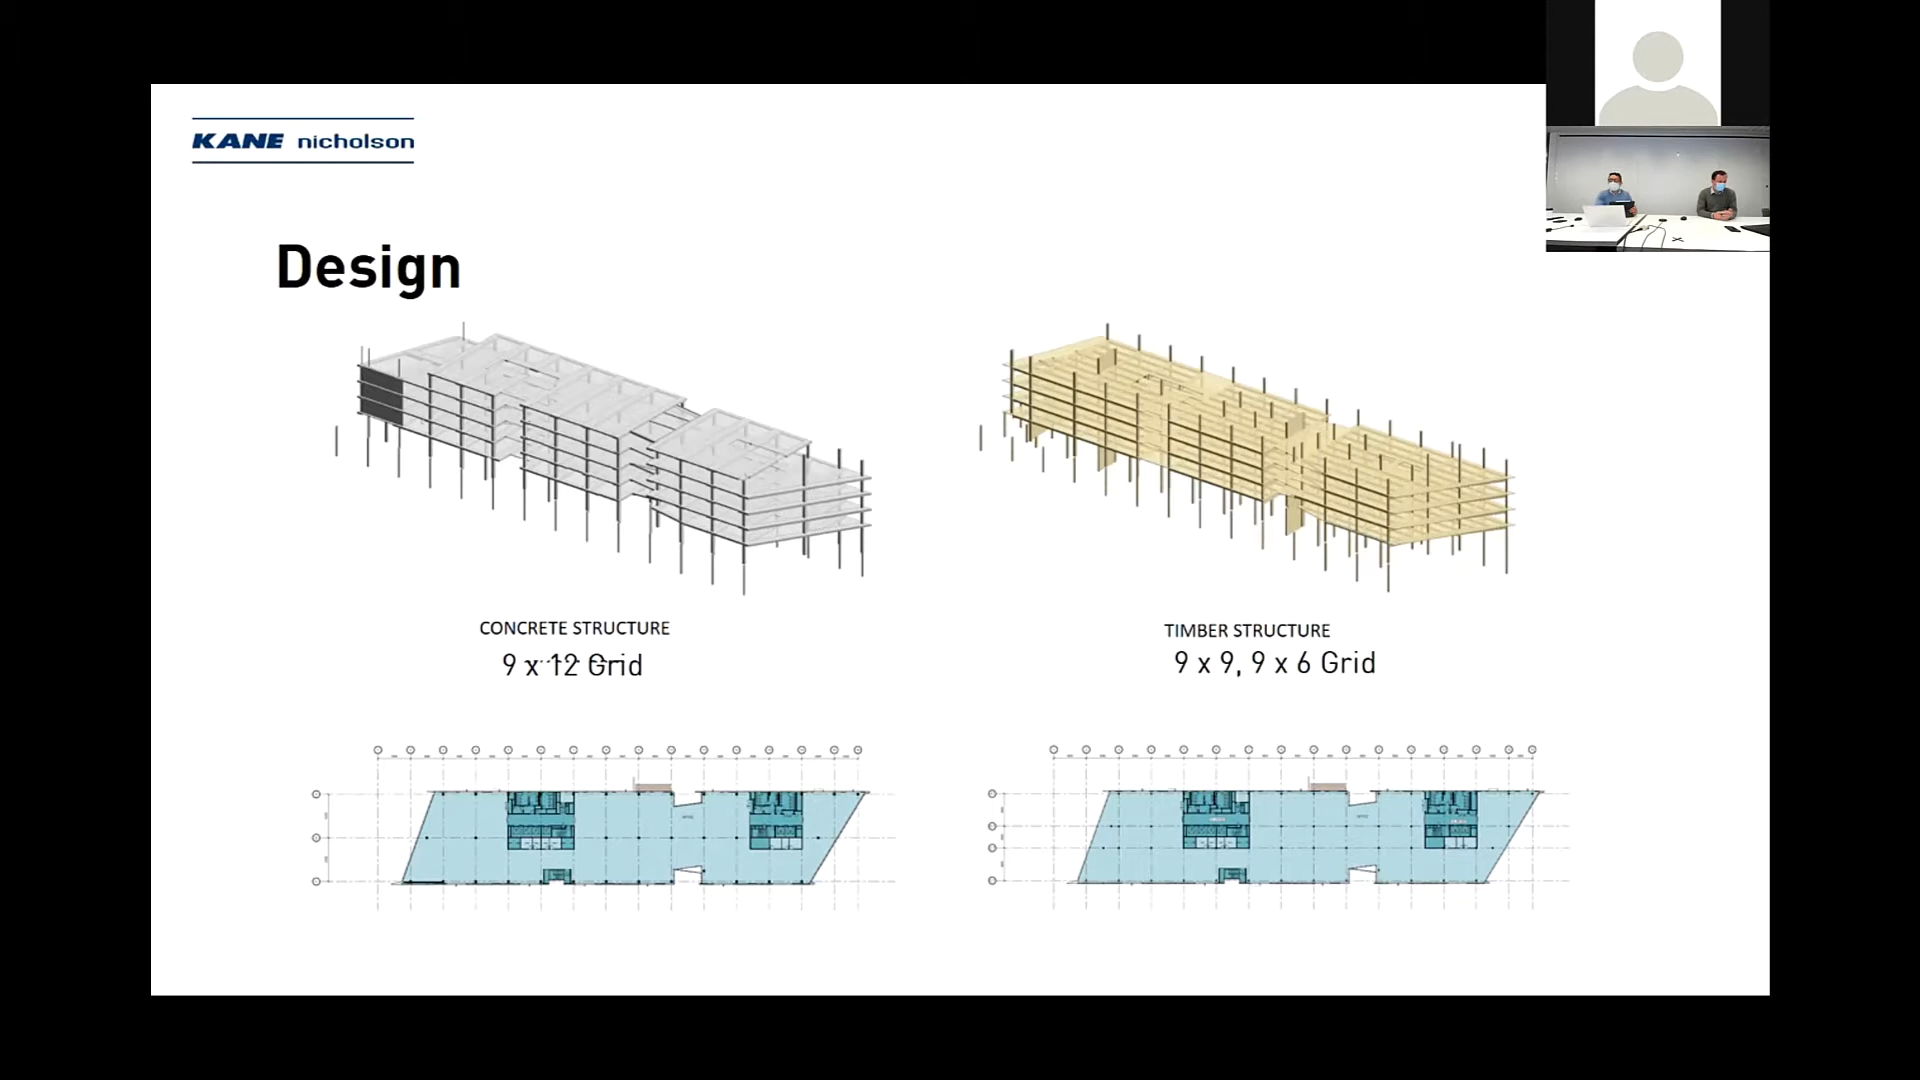 KANE nicholson
Design
CONCRETE STRUCTURE
9 x 12 Grid
TIMBER STRUCTURE
9 x 9, 9 x 6 Grid